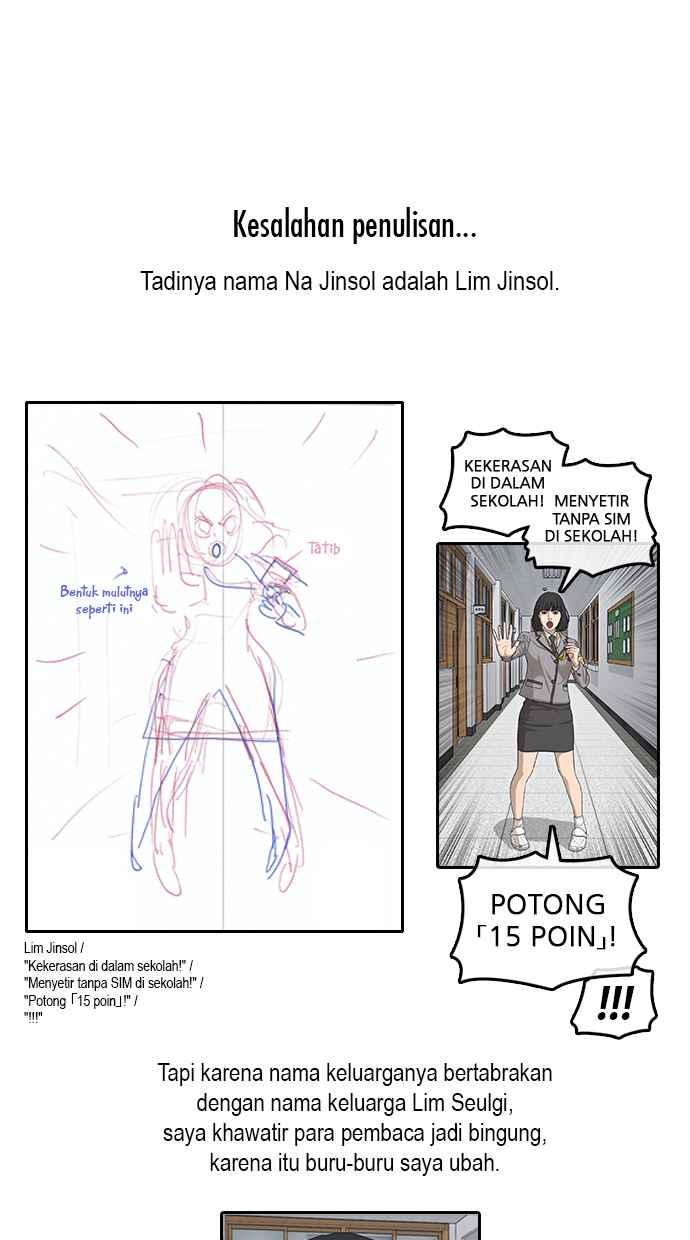 Kesalahan penulisan...
Tadinya nama Na Jinsol adalah Lim Jinsol.
Tatib
Bentuk mulutnya
seperti ini
KEKERASAN
DI DALAM
SEKOLAH!
MENYETIR
TANPA SIM
DI SEKOLAH!
POTONG
「15 POIN」!
!!!
Lim Jinsol /
"Kekerasan di dalam sekolah!" /
"Menyetir tanpa SIM di sekolah!" /
"Potong「15 poin」!" /
"!!!"
Tapi karena nama keluarganya bertabrakan
dengan nama keluarga Lim Seulgi,
saya khawatir para pembaca jadi bingung,
karena itu buru-buru saya ubah.